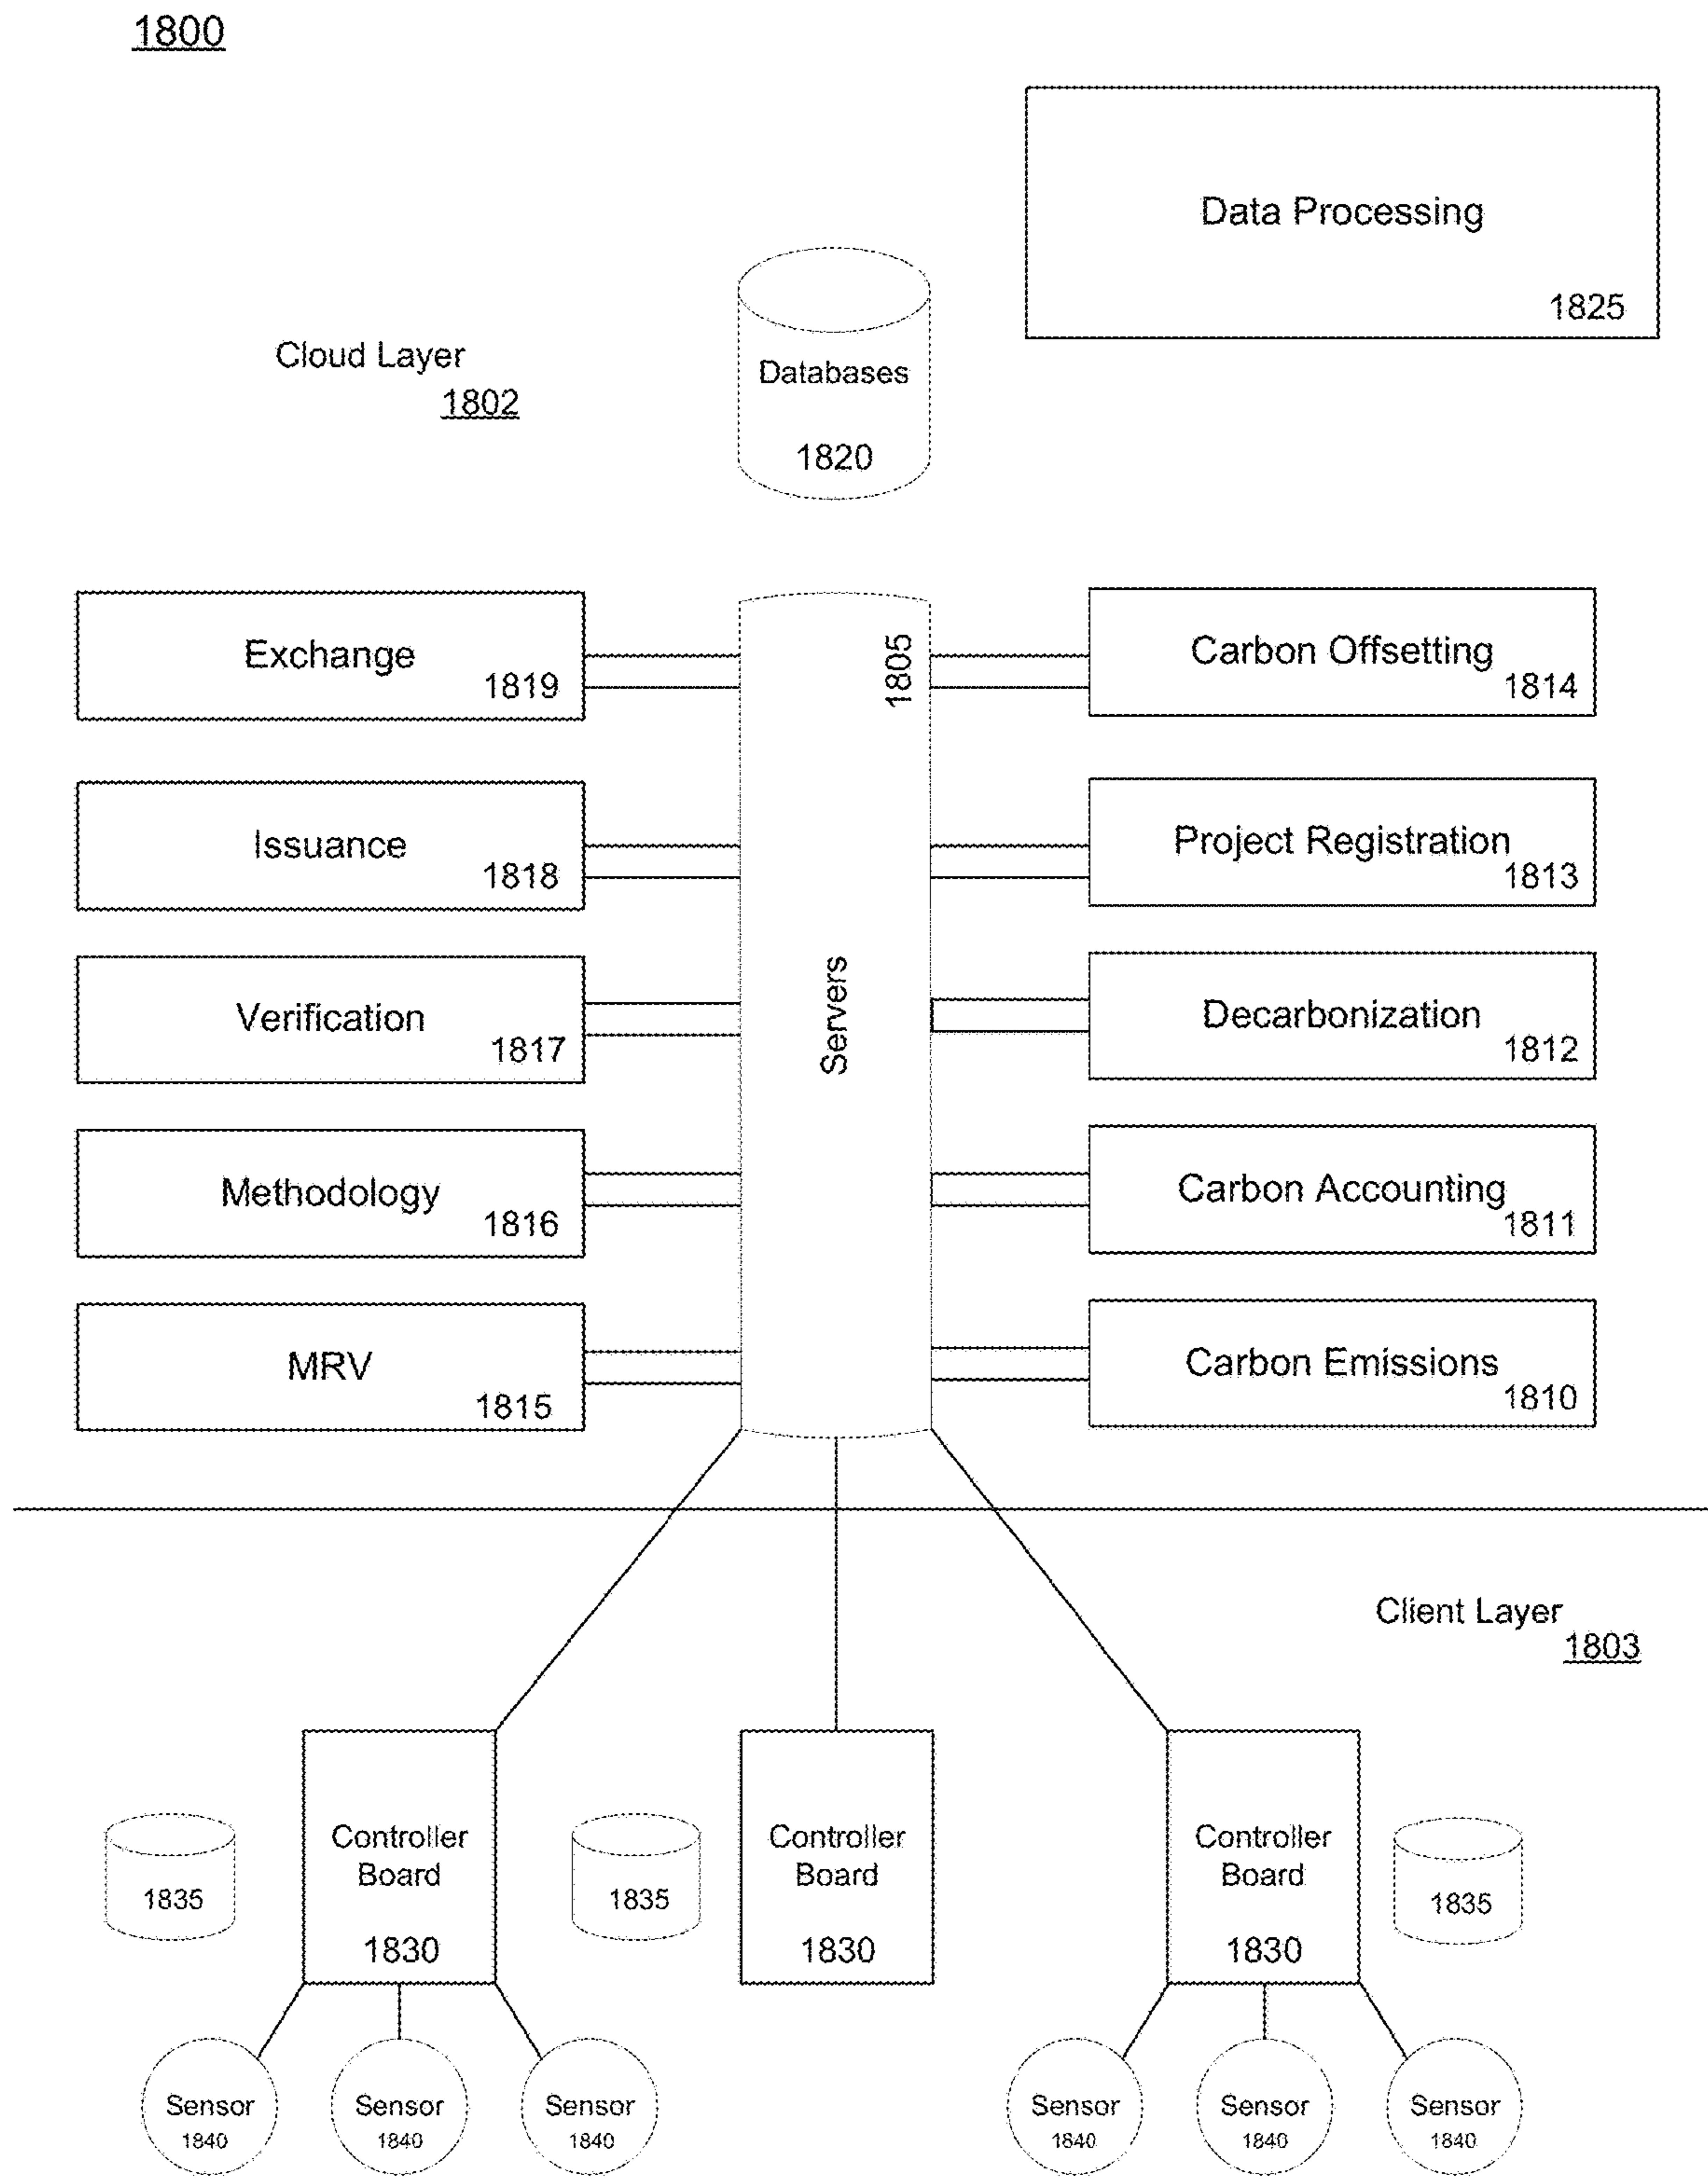 1800
Data Processing
1825
Cloud Layer
1802
Databases
1820
Exchange
1819
1805
Carbon Offsetting
1814
Issuance
1818
Project Registration
1813
Verification
1817
Servers
Decarbonization
1812
Methodology
1816
Carbon Accounting
1811
MRV
1815
Carbon Emissions
1810
Client Layer
1803
1835
Controller
Board
1830
1835
Controller
Board
1830
Controller
Board
1830
1835
Sensor
1840
Sensor
1840
Sensor
1840
Sensor
1840
Sensor
1840
Sensor
1840